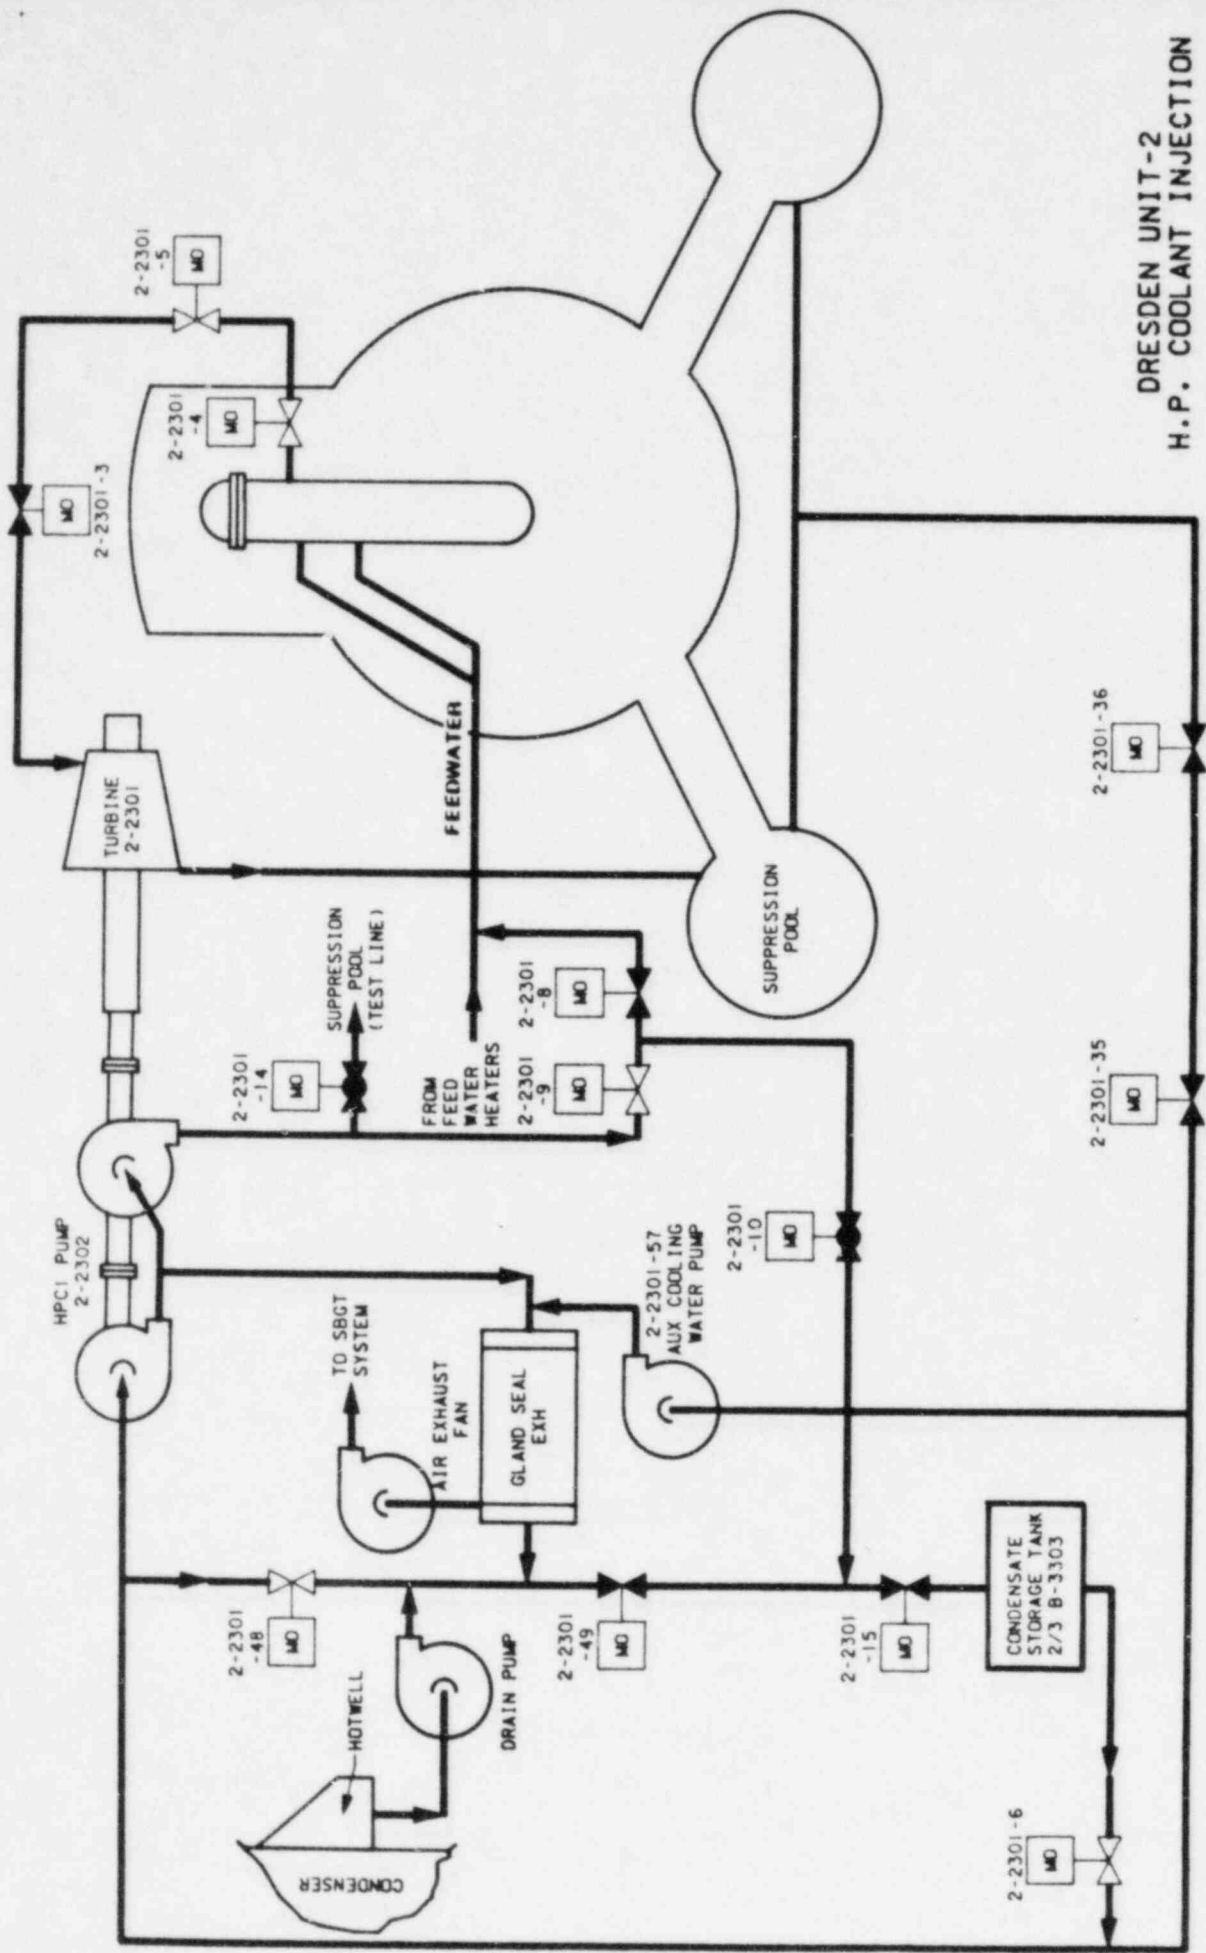 2-2301
-5
MO
2-2301
-4
MO
MO
2-2301-3
TURBINE
2-2301
FEEDWATER
SUPPRESSION
POOL
(TEST LINE)
2-2301
-14
MO
FROM
FEED
WATER
HEATERS
2-2301
-8
MO
2-2301
-9
MO
SUPPRESSION
POOL
2-2301-36
MO
2-2301-35
MO
HPCI PUMP
2-2302
TO SBGT
SYSTEM
AIR EXHAUST
FAN
GLAND SEAL
EXH
2-2301-57
AUX COOLING
WATER PUMP
2-2301
-10
MO
2-2301
-48
MO
HOTWELL
DRAIN PUMP
CONDENSER
2-2301
-49
MO
2-2301
-15
MO
CONDENSATE
STORAGE TANK
2/3 B-3303
2-2301-6
MO
DRESDEN UNIT-2
H.P. COOLANT INJECTION